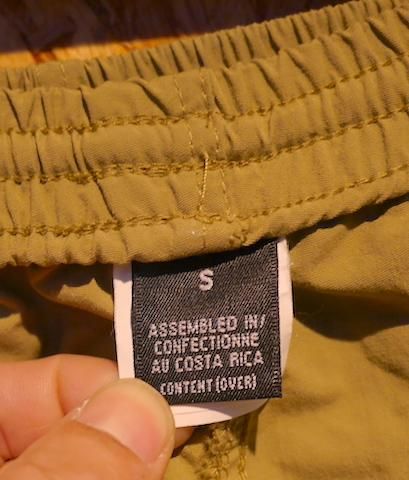 S
ASSEMBLED IN/
CONFECTIONNE
AU COSTA RICA
CONTENT (OVER)